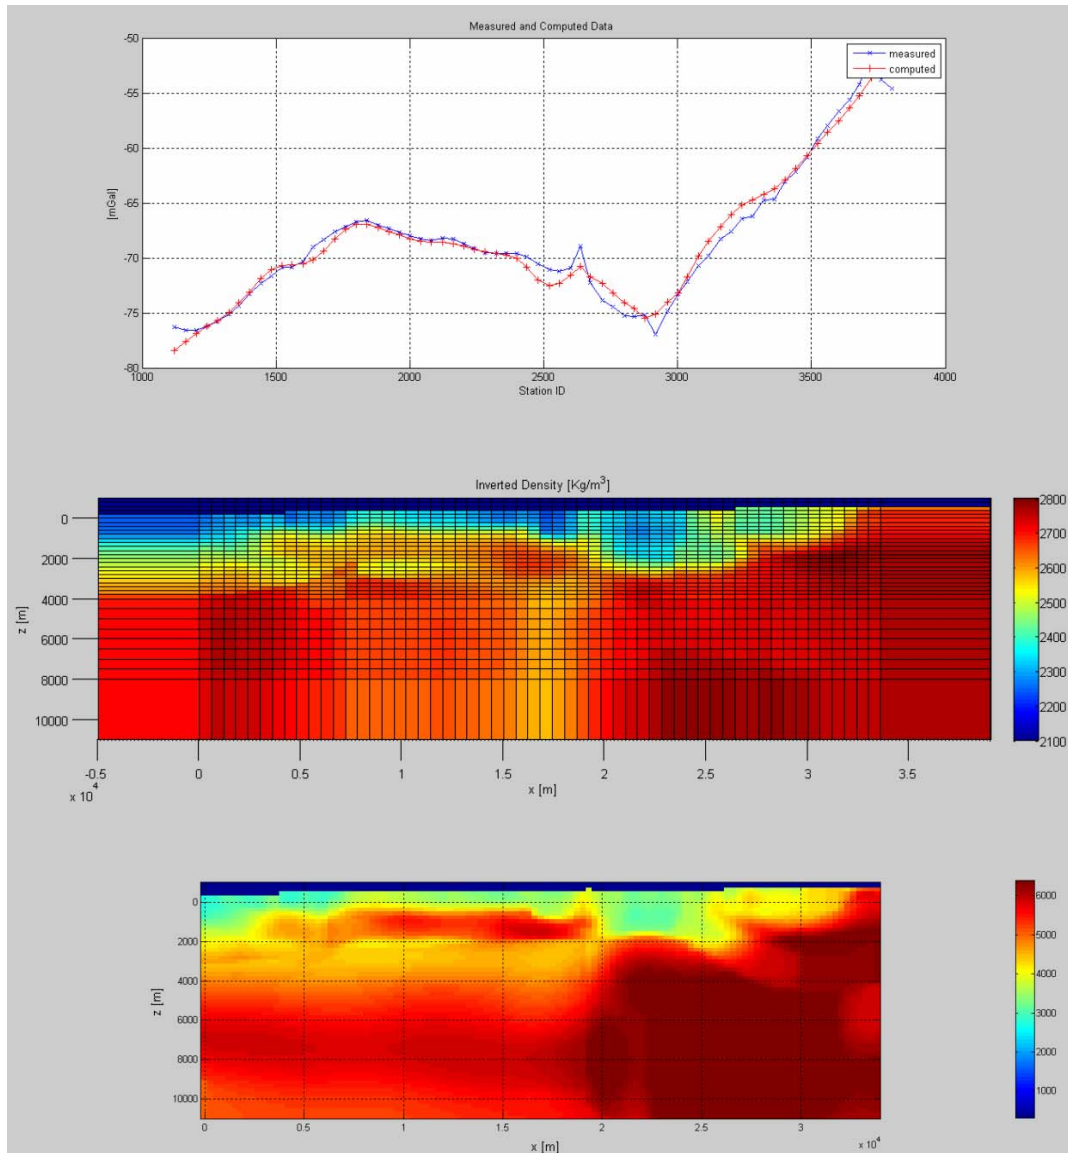 Measured and Computed Data
-50
-55
-60
-65
-70
-75
-80
[mGal]
measured
computed
1000 1500 2000 2500 3000 3500 4000
Station ID
Inverted Density [Kg/m³]
0
2000
4000
6000
8000
10000
z [m]
-0.5 0 0.5 1 1.5 2 2.5 3 3.5
x 10⁴
x [m]
2800
2700
2600
2500
2400
2300
2200
2100
0
2000
4000
6000
8000
10000
z [m]
0 0.5 1 1.5 2 2.5 3
x [m]
x 10⁴
6000
5000
4000
3000
2000
1000